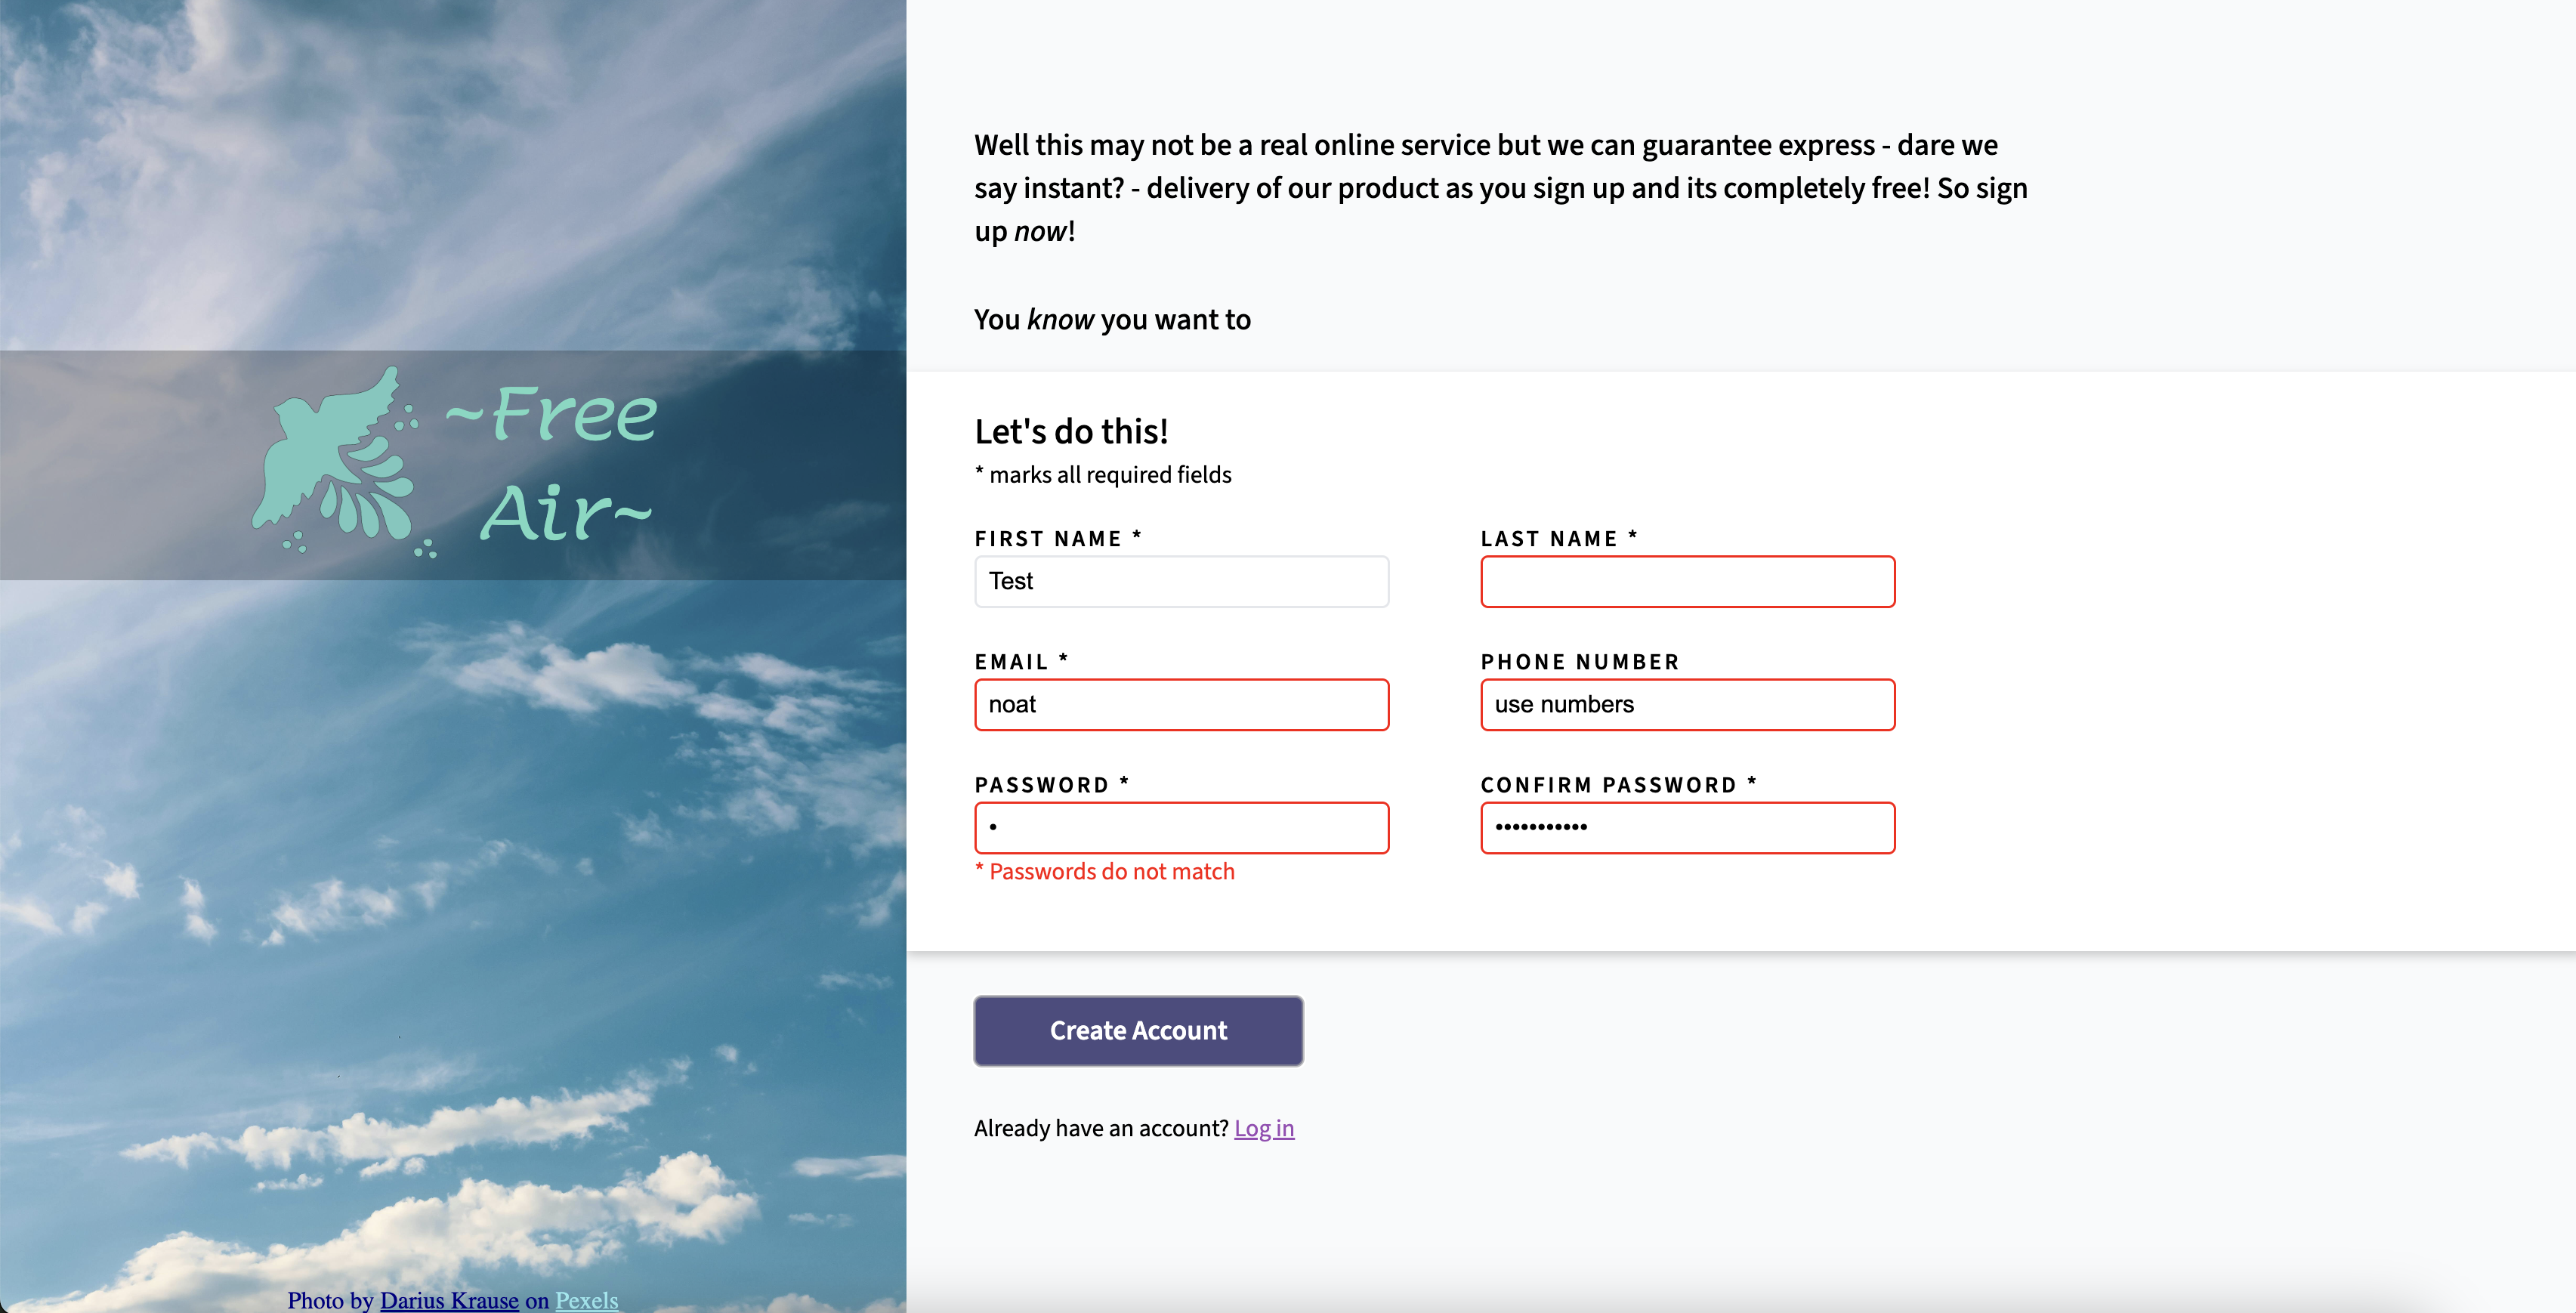 ~Free
Air~
Photo by Darius Krause on Pexels
Well this may not be a real online service but we can guarantee express - dare we
say instant? - delivery of our product as you sign up and its completely free! So sign
up now!
You know you want to
Let's do this!
* marks all required fields
FIRST NAME *
Test
LAST NAME *
EMAIL *
noat
PHONE NUMBER
use numbers
PASSWORD *
•
* Passwords do not match
CONFIRM PASSWORD *
•••••••••••
Create Account
Already have an account? Log in